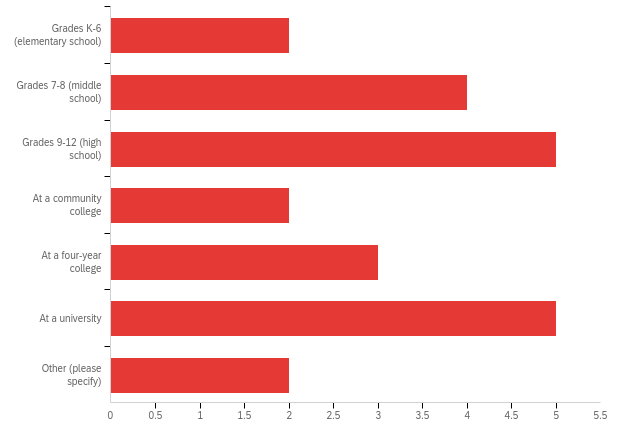 Grades K-6
(elementary school)
Grades 7-8 (middle
school)
Grades 9-12 (high
school)
At a community
college
At a four-year
college
At a university
Other (please
specify)
0 0.5 1 1.5 2 2.5 3 3.5 4 4.5 5 5.5